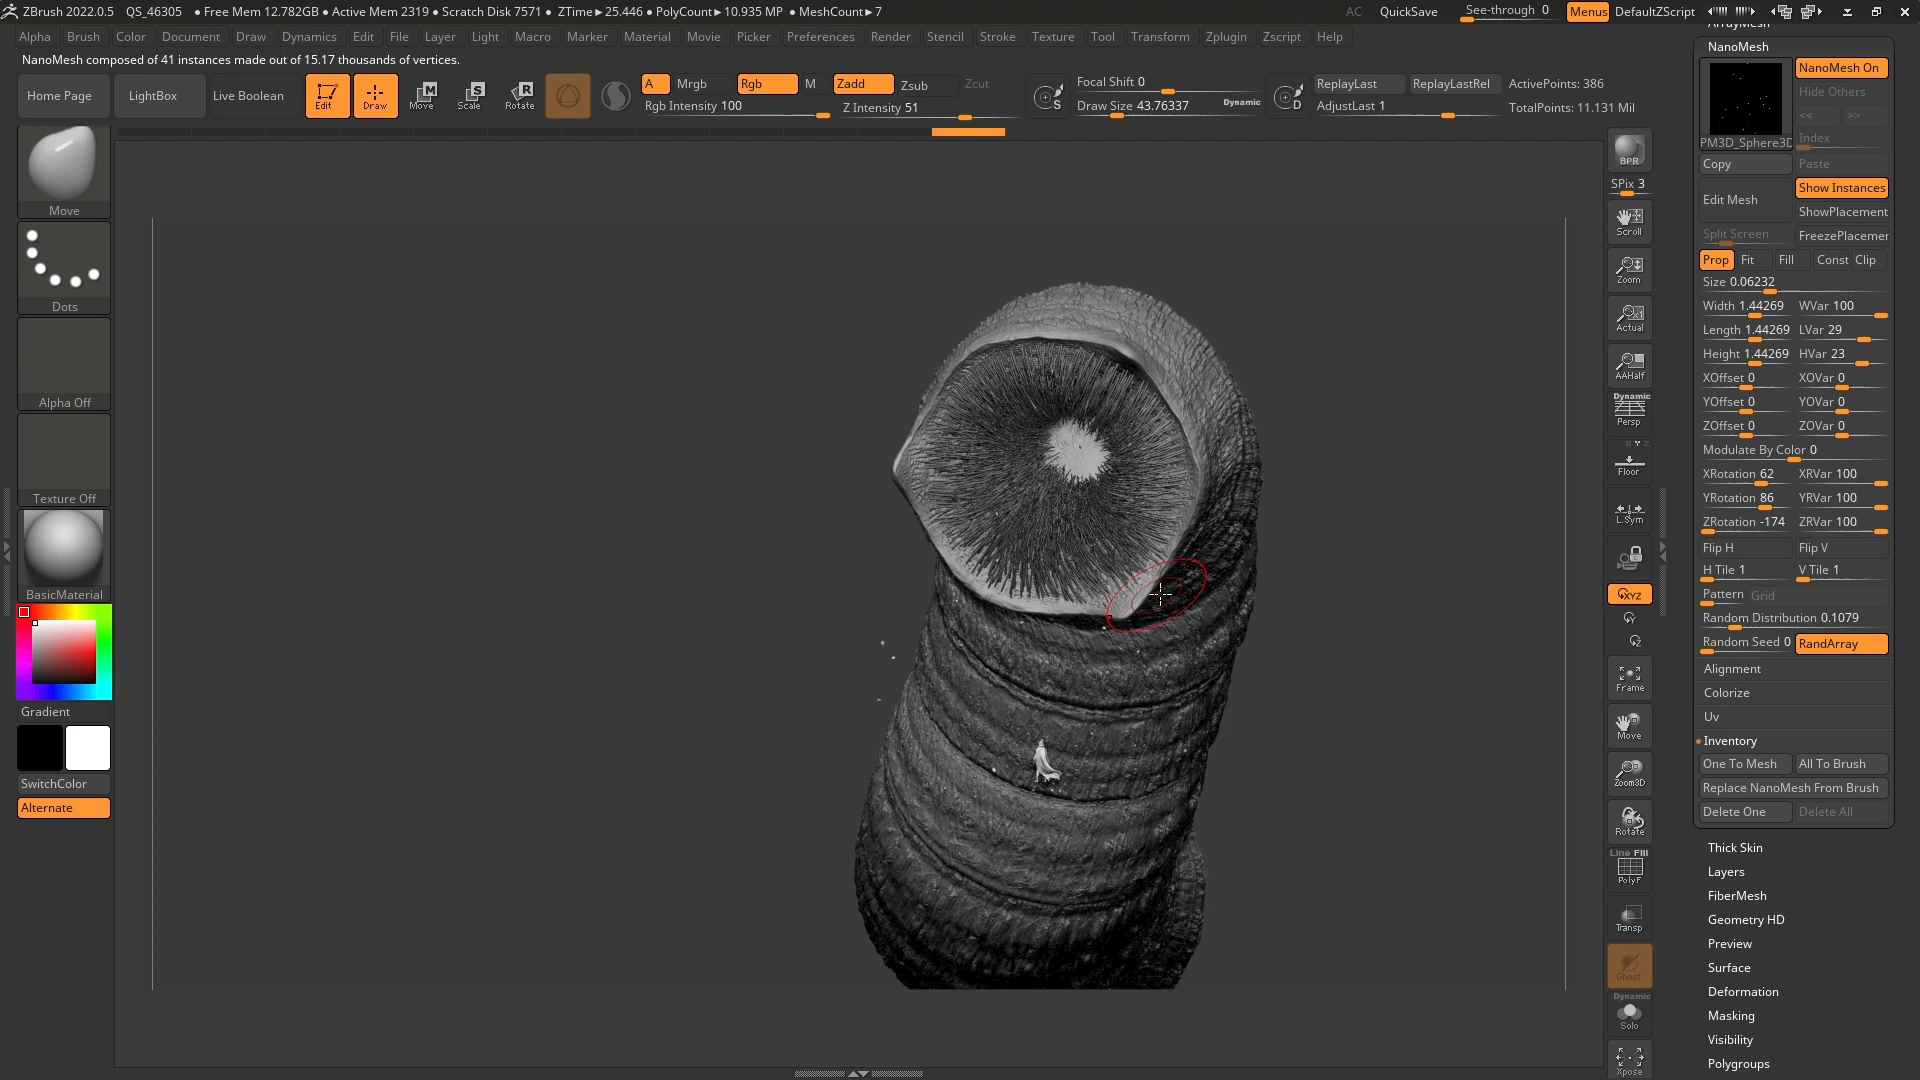 ZBrush 2022.0.5 QS_46305 ● Free Mem 12.782GB ● Active Mem 2319 ● Scratch Disk 7571 ● ZTime►25.446 ● PolyCount►10.935 MP ● MeshCount►7 AC QuickSave See-through 0 Menus DefaultZScript
Alpha Brush Color Document Draw Dynamics Edit File Layer Light Macro Marker Material Movie Picker Preferences Render Stencil Stroke Texture Tool Transform Zplugin Zscript Help
NanoMesh composed of 41 instances made out of 15.17 thousands of vertices.
Home Page LightBox Live Boolean Edit Draw Move Scale Rotate
A Mrgb Rgb M Zadd Zsub Zcut
Rgb Intensity 100 Z Intensity 51
Focal Shift 0
Draw Size 43.76337 Dynamic
ReplayLast ReplayLastRel ActivePoints: 386
AdjustLast 1 TotalPoints: 11.131 Mil
Move
Dots
Alpha Off
Texture Off
BasicMaterial
Gradient
SwitchColor
Alternate
BPR
SPix 3
Scroll
Zoom
Actual
AAHalf
Dynamic
Persp
Floor
L.Sym
XYZ
Frame
Move
Zoom3D
Rotate
Line Fill
PolyF
Transp
Ghost
Dynamic
Solo
Xpose
NanoMesh
NanoMesh On
Hide Others
<< >>
PM3D_Sphere3D Index
Copy Paste
Edit Mesh Show Instances
ShowPlacement
Split Screen FreezePlacemen
Prop Fit Fill Const Clip
Size 0.06232
Width 1.44269 WVar 100
Length 1.44269 LVar 29
Height 1.44269 HVar 23
XOffset 0 XOVar 0
YOffset 0 YOVar 0
ZOffset 0 ZOVar 0
Modulate By Color 0
XRotation 62 XRVar 100
YRotation 86 YRVar 100
ZRotation -174 ZRVar 100
Flip H Flip V
H Tile 1 V Tile 1
Pattern Grid
Random Distribution 0.1079
Random Seed 0 RandArray
Alignment
Colorize
Uv
Inventory
One To Mesh All To Brush
Replace NanoMesh From Brush
Delete One Delete All
Thick Skin
Layers
FiberMesh
Geometry HD
Preview
Surface
Deformation
Masking
Visibility
Polygroups